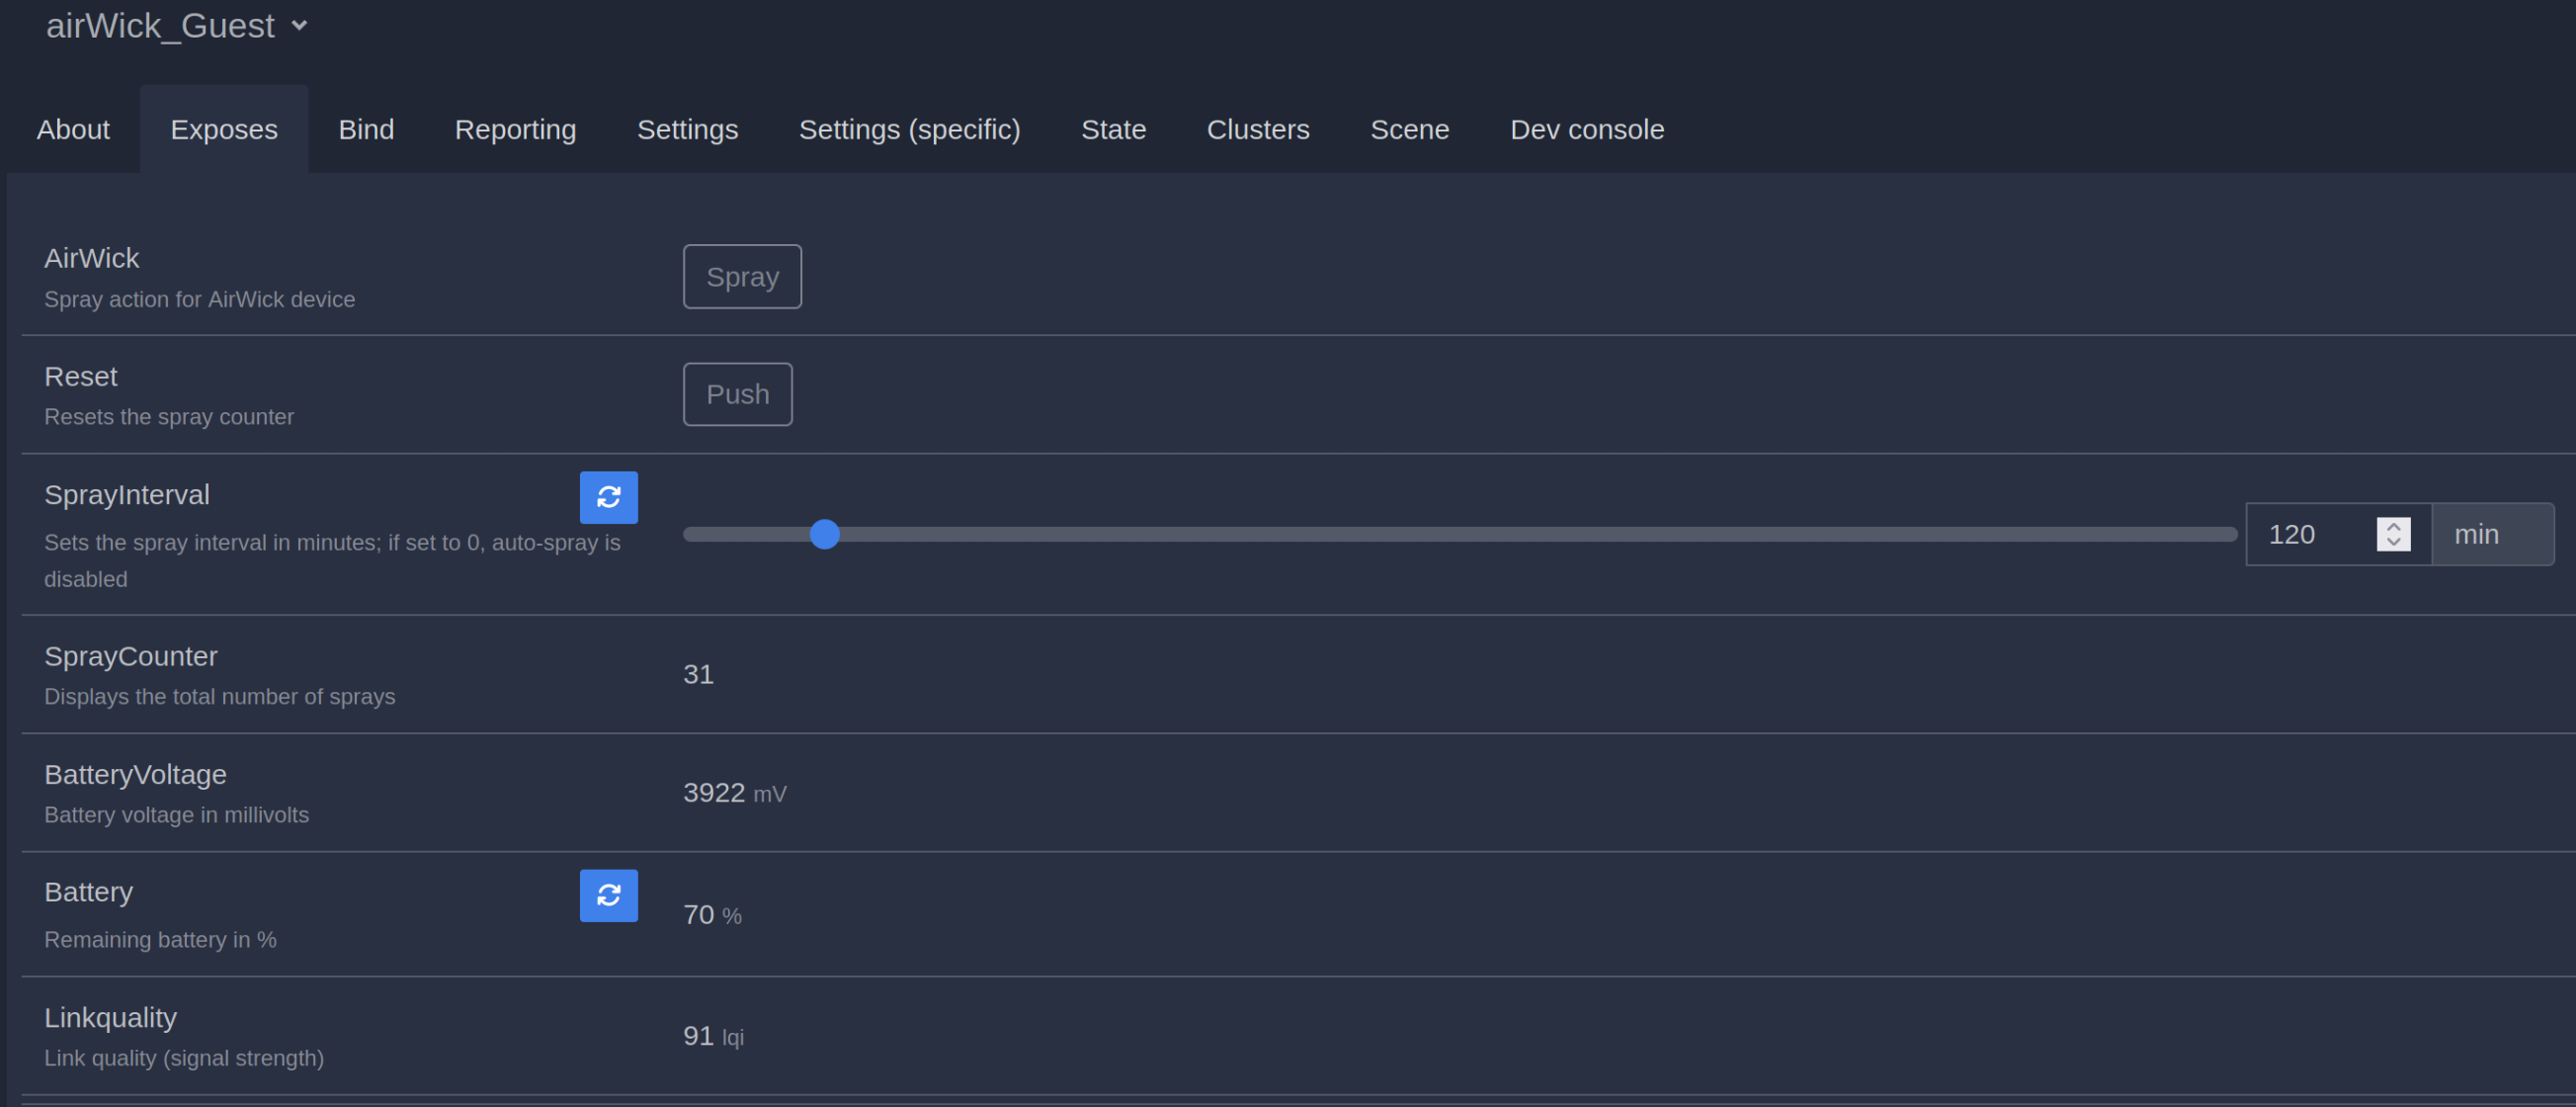 airWick_Guest
About Exposes Bind Reporting Settings Settings (specific) State Clusters Scene Dev console
AirWick
Spray action for AirWick device
Spray
Reset
Resets the spray counter
Push
SprayInterval
Sets the spray interval in minutes; if set to 0, auto-spray is
disabled
120 min
SprayCounter
Displays the total number of sprays
31
BatteryVoltage
Battery voltage in millivolts
3922 mV
Battery
Remaining battery in %
70 %
Linkquality
Link quality (signal strength)
91 lqi